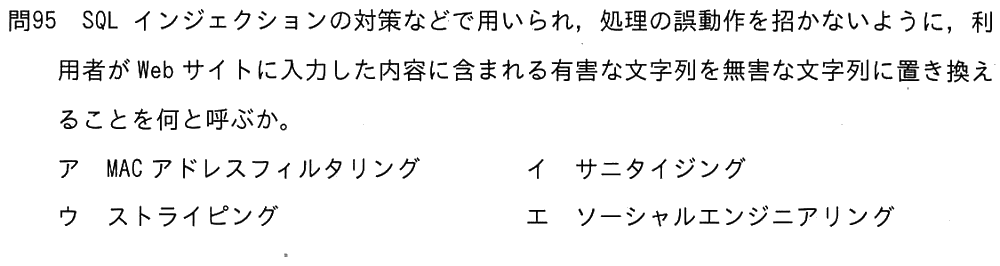 問95 SQL インジェクションの対策などで用いられ，処理の誤動作を招かないように，利
用者が Web サイトに入力した内容に含まれる有害な文字列を無害な文字列に置き換え
ることを何と呼ぶか。
ア MAC アドレスフィルタリング イ サニタイジング
ウ ストライピング エ ソーシャルエンジニアリング